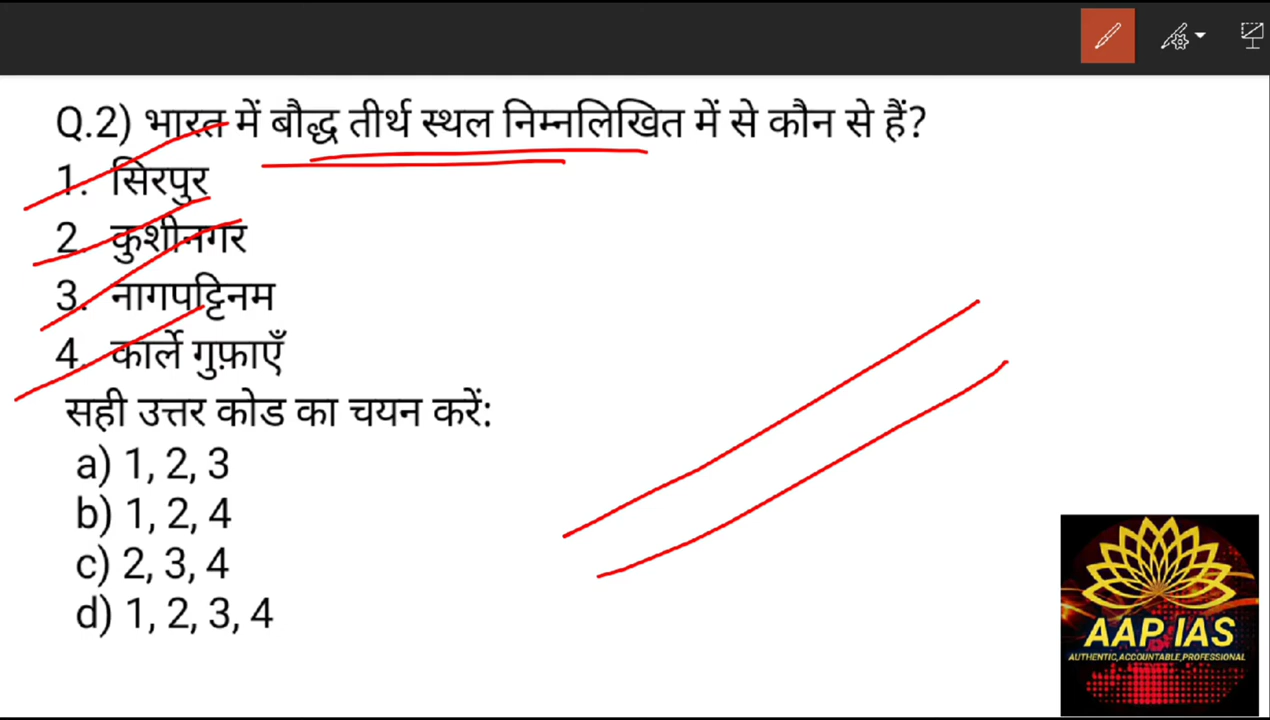 Q.2) भारत में बौद्ध तीर्थ स्थल निम्नलिखित में से कौन से हैं?
1. सिरपुर
2. कुशीनगर
3. नागपट्टिनम
4. कार्ले गुफ़ाएँ
सही उत्तर कोड का चयन करें:
a) 1, 2, 3
b) 1, 2, 4
c) 2, 3, 4
d) 1, 2, 3, 4
AAP IAS
AUTHENTIC,ACCOUNTABLE,PROFESSIONAL